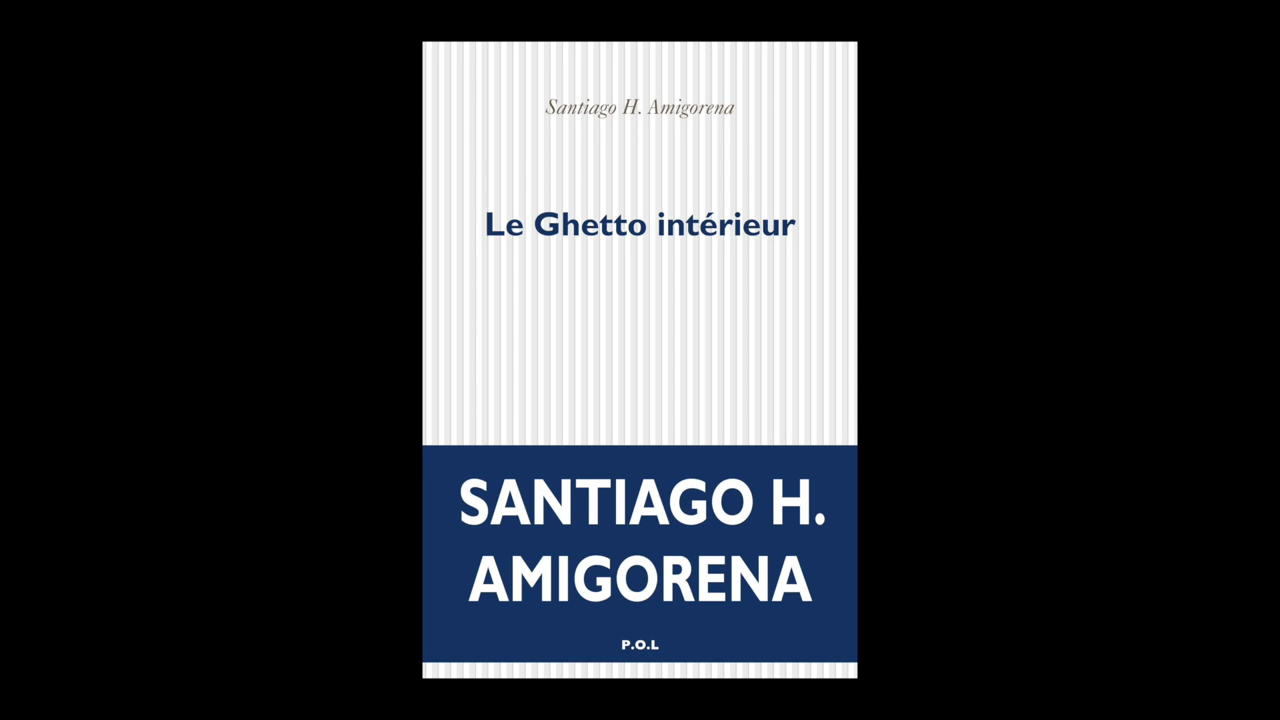 Santiago H. Amigorena
Le Ghetto intérieur
SANTIAGO H.
AMIGORENA
P.O.L